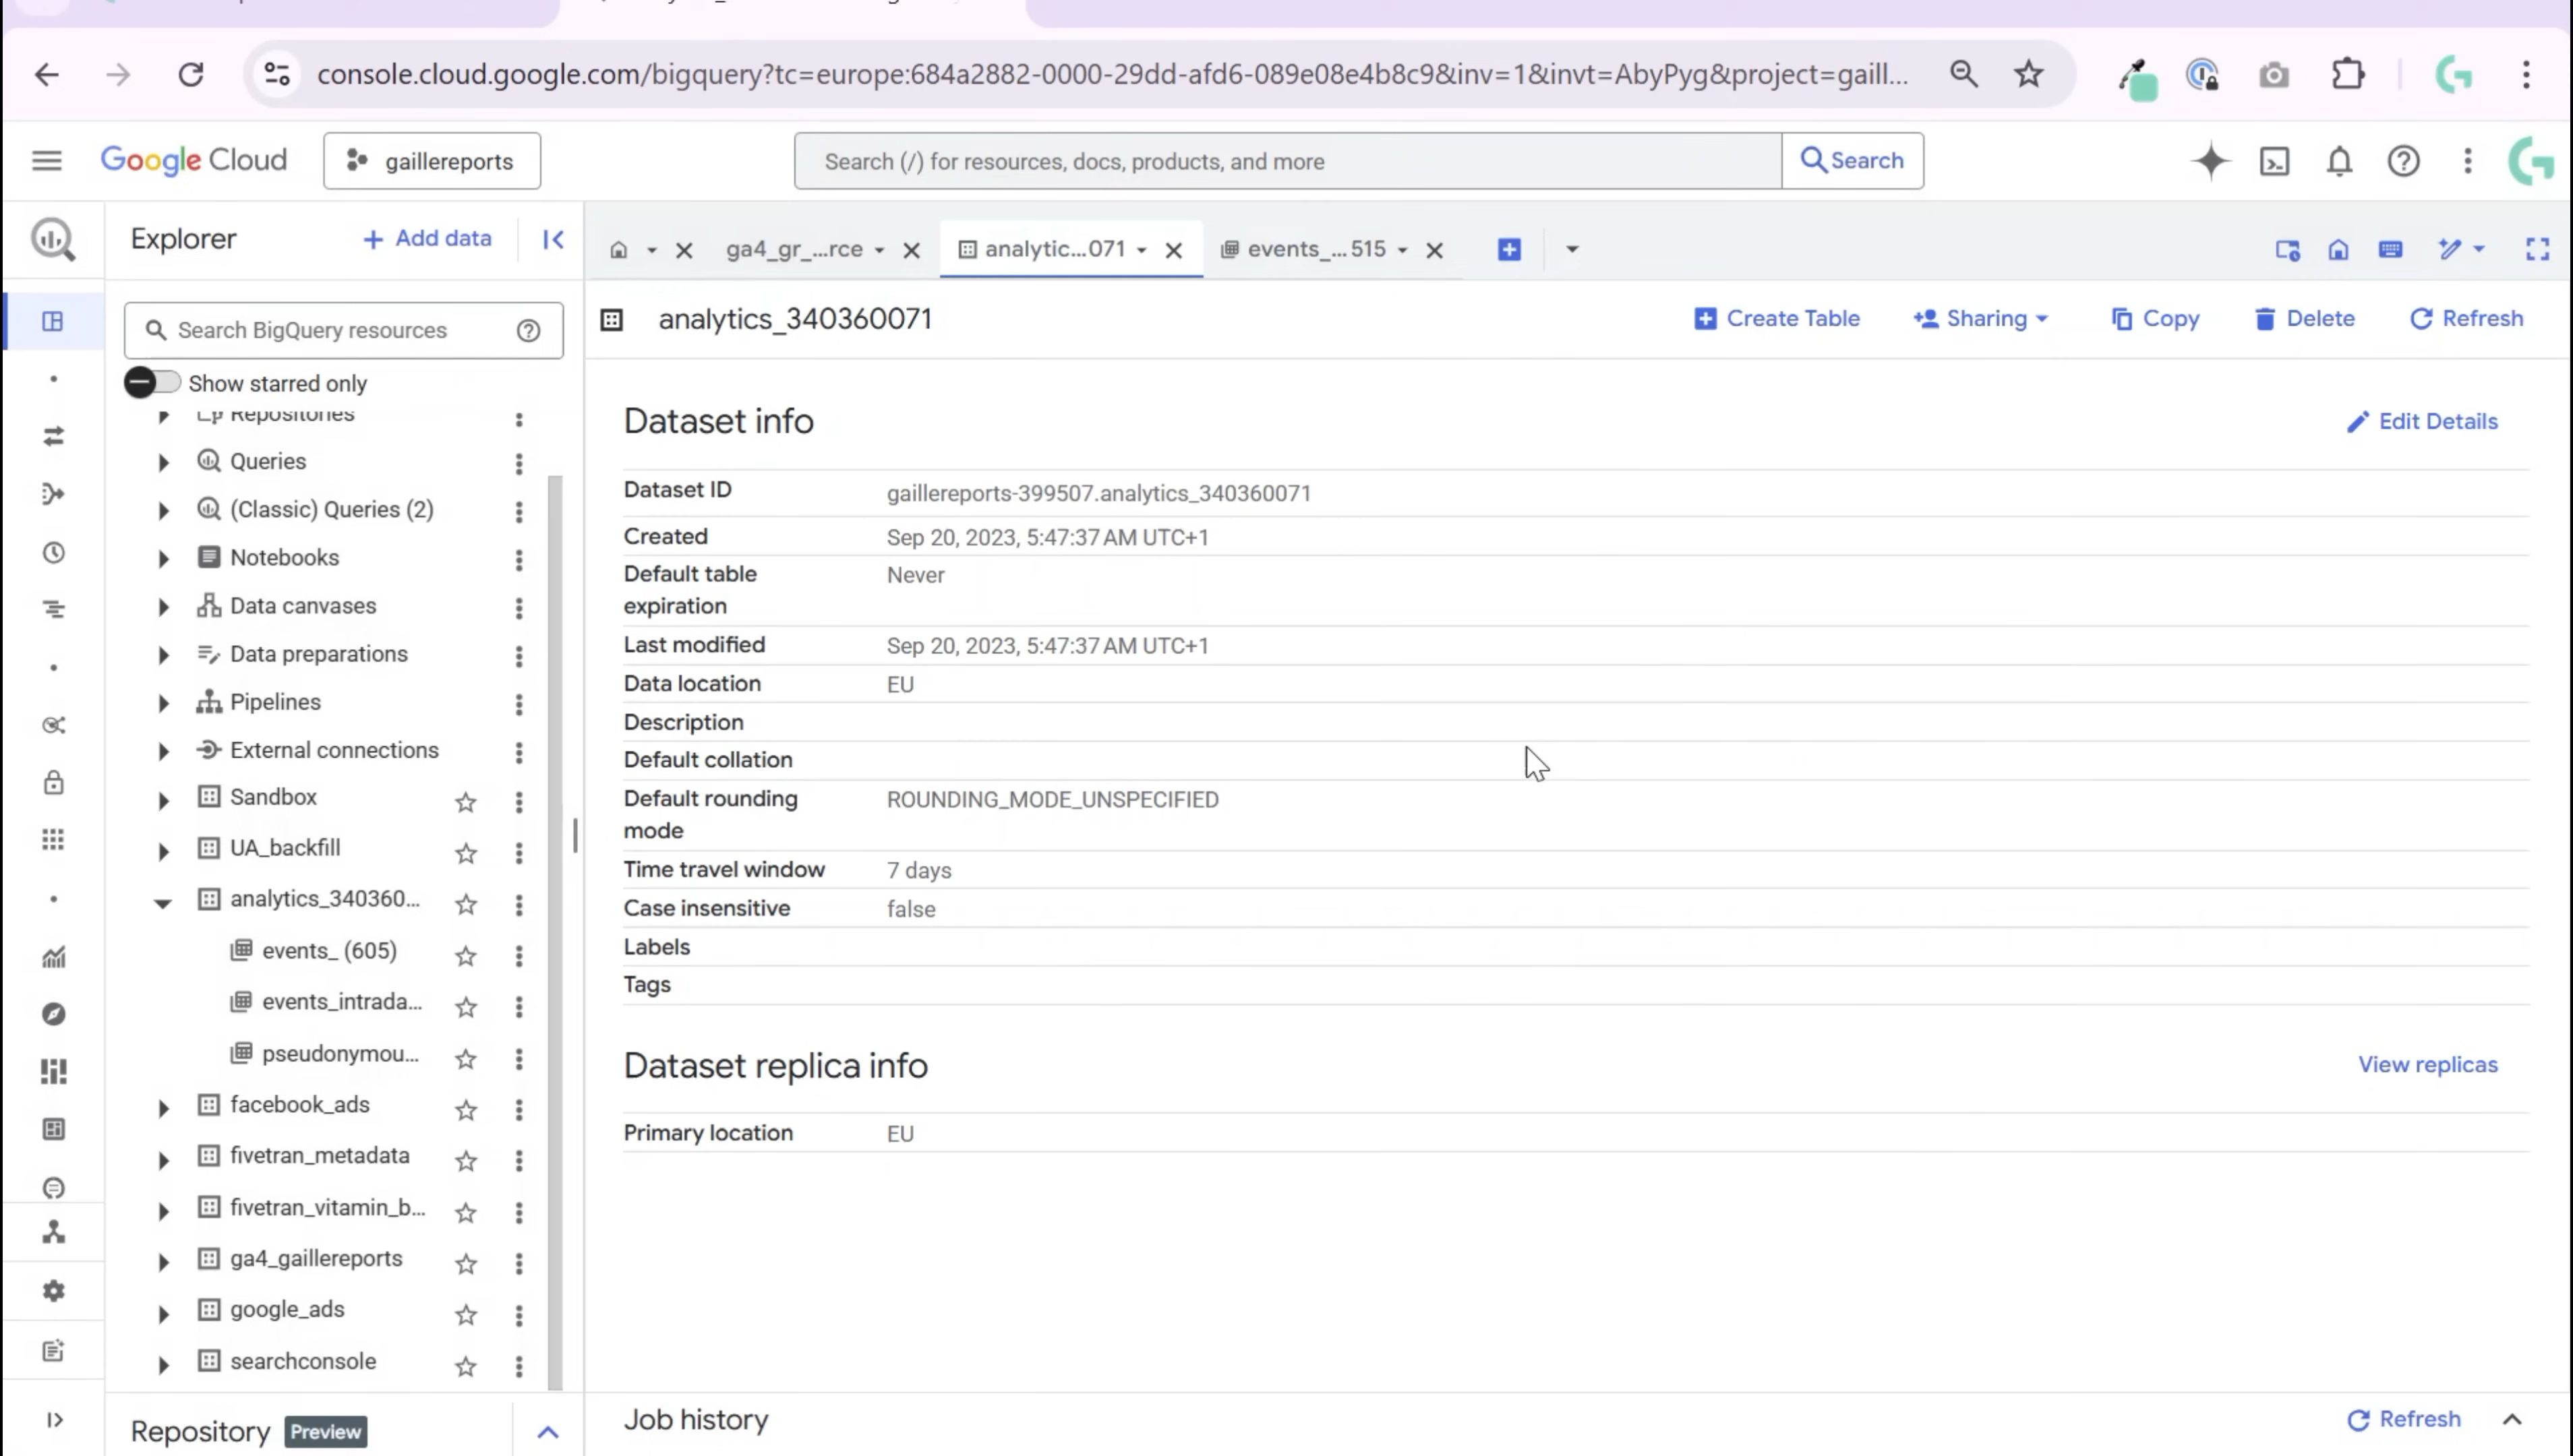 console.cloud.google.com/bigquery?tc=europe:684a2882-0000-29dd-afd6-089e08e4b8c9&inv=1&invt=AbyPyg&project=gaill...
Google Cloud
gaillereports
Search (/) for resources, docs, products, and more
Search
Explorer
+ Add data
ga4_gr_...rce
analytic...071
events_... 515
Search BigQuery resources
Show starred only
Repositories
Queries
(Classic) Queries (2)
Notebooks
Data canvases
Data preparations
Pipelines
External connections
Sandbox
UA_backfill
analytics_340360...
events_ (605)
events_intrada...
pseudonymou...
facebook_ads
fivetran_metadata
fivetran_vitamin_b...
ga4_gaillereports
google_ads
searchconsole
Repository Preview
analytics_340360071
Create Table
Sharing
Copy
Delete
Refresh
Dataset info
Edit Details
Dataset ID gaillereports-399507.analytics_340360071
Created Sep 20, 2023, 5:47:37 AM UTC+1
Default table Never
expiration
Last modified Sep 20, 2023, 5:47:37 AM UTC+1
Data location EU
Description
Default collation
Default rounding ROUNDING_MODE_UNSPECIFIED
mode
Time travel window 7 days
Case insensitive false
Labels
Tags
Dataset replica info
View replicas
Primary location EU
Job history
Refresh